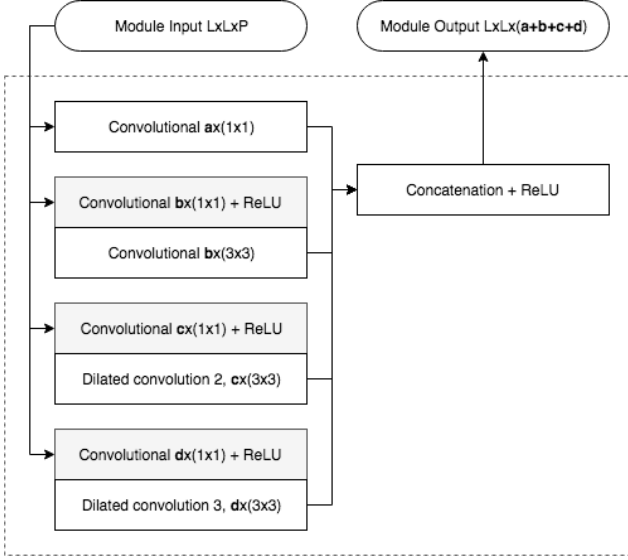 Module Input LxLxP
Module Output LxLx(a+b+c+d)
Convolutional ax(1x1)
Convolutional bx(1x1) + ReLU
Convolutional bx(3x3)
Concatenation + ReLU
Convolutional cx(1x1) + ReLU
Dilated convolution 2, cx(3x3)
Convolutional dx(1x1) + ReLU
Dilated convolution 3, dx(3x3)